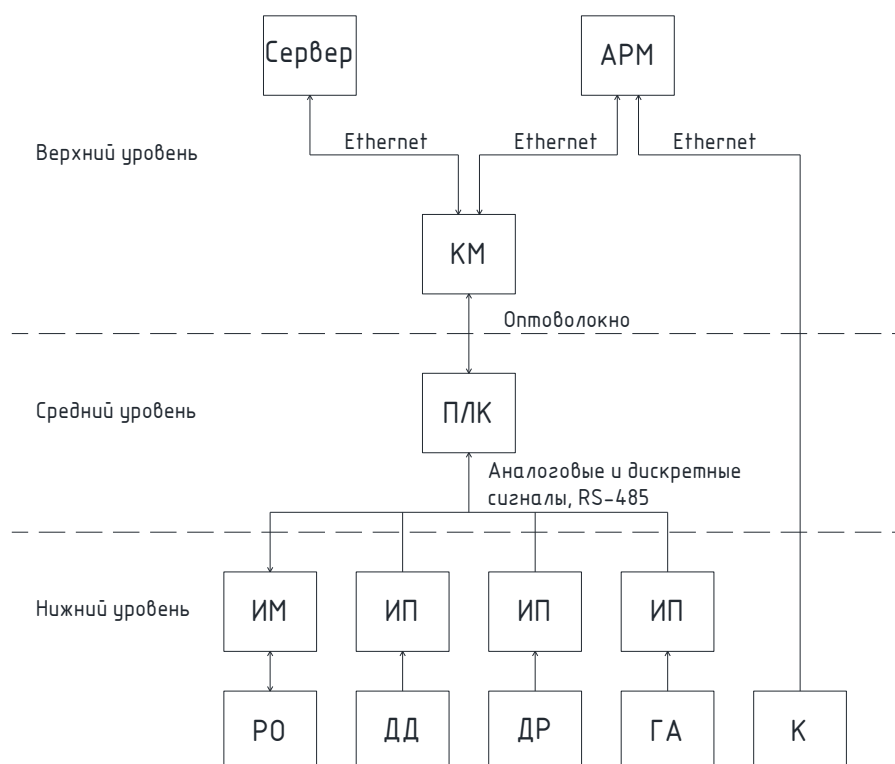 Сервер
АРМ
Ethernet
Ethernet
Ethernet
Верхний уровень
КМ
Оптоволокно
Средний уровень
ПЛК
Аналоговые и дискретные
сигналы, RS-485
Нижний уровень
ИМ
ИП
ИП
ИП
РО
ДД
ДР
ГА
К